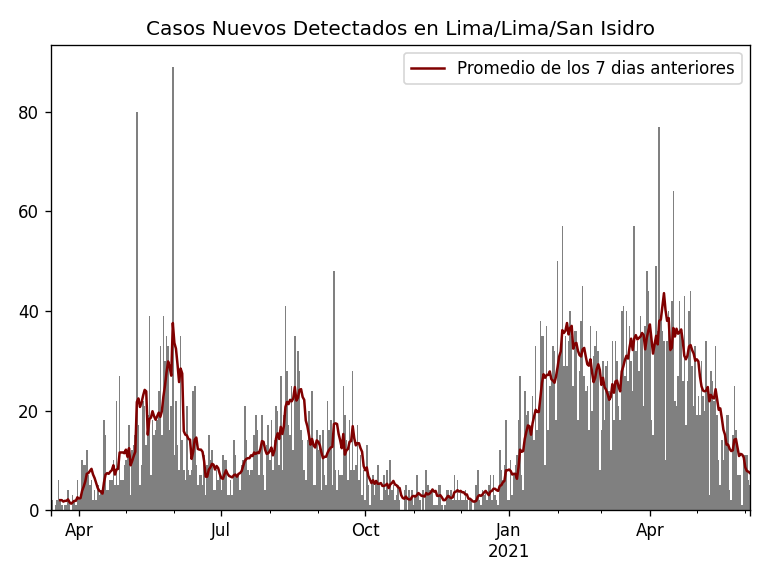 Casos Nuevos Detectados en Lima/Lima/San Isidro
Promedio de los 7 dias anteriores
80
60
40
20
0
Apr
Jul
Oct
Jan
2021
Apr